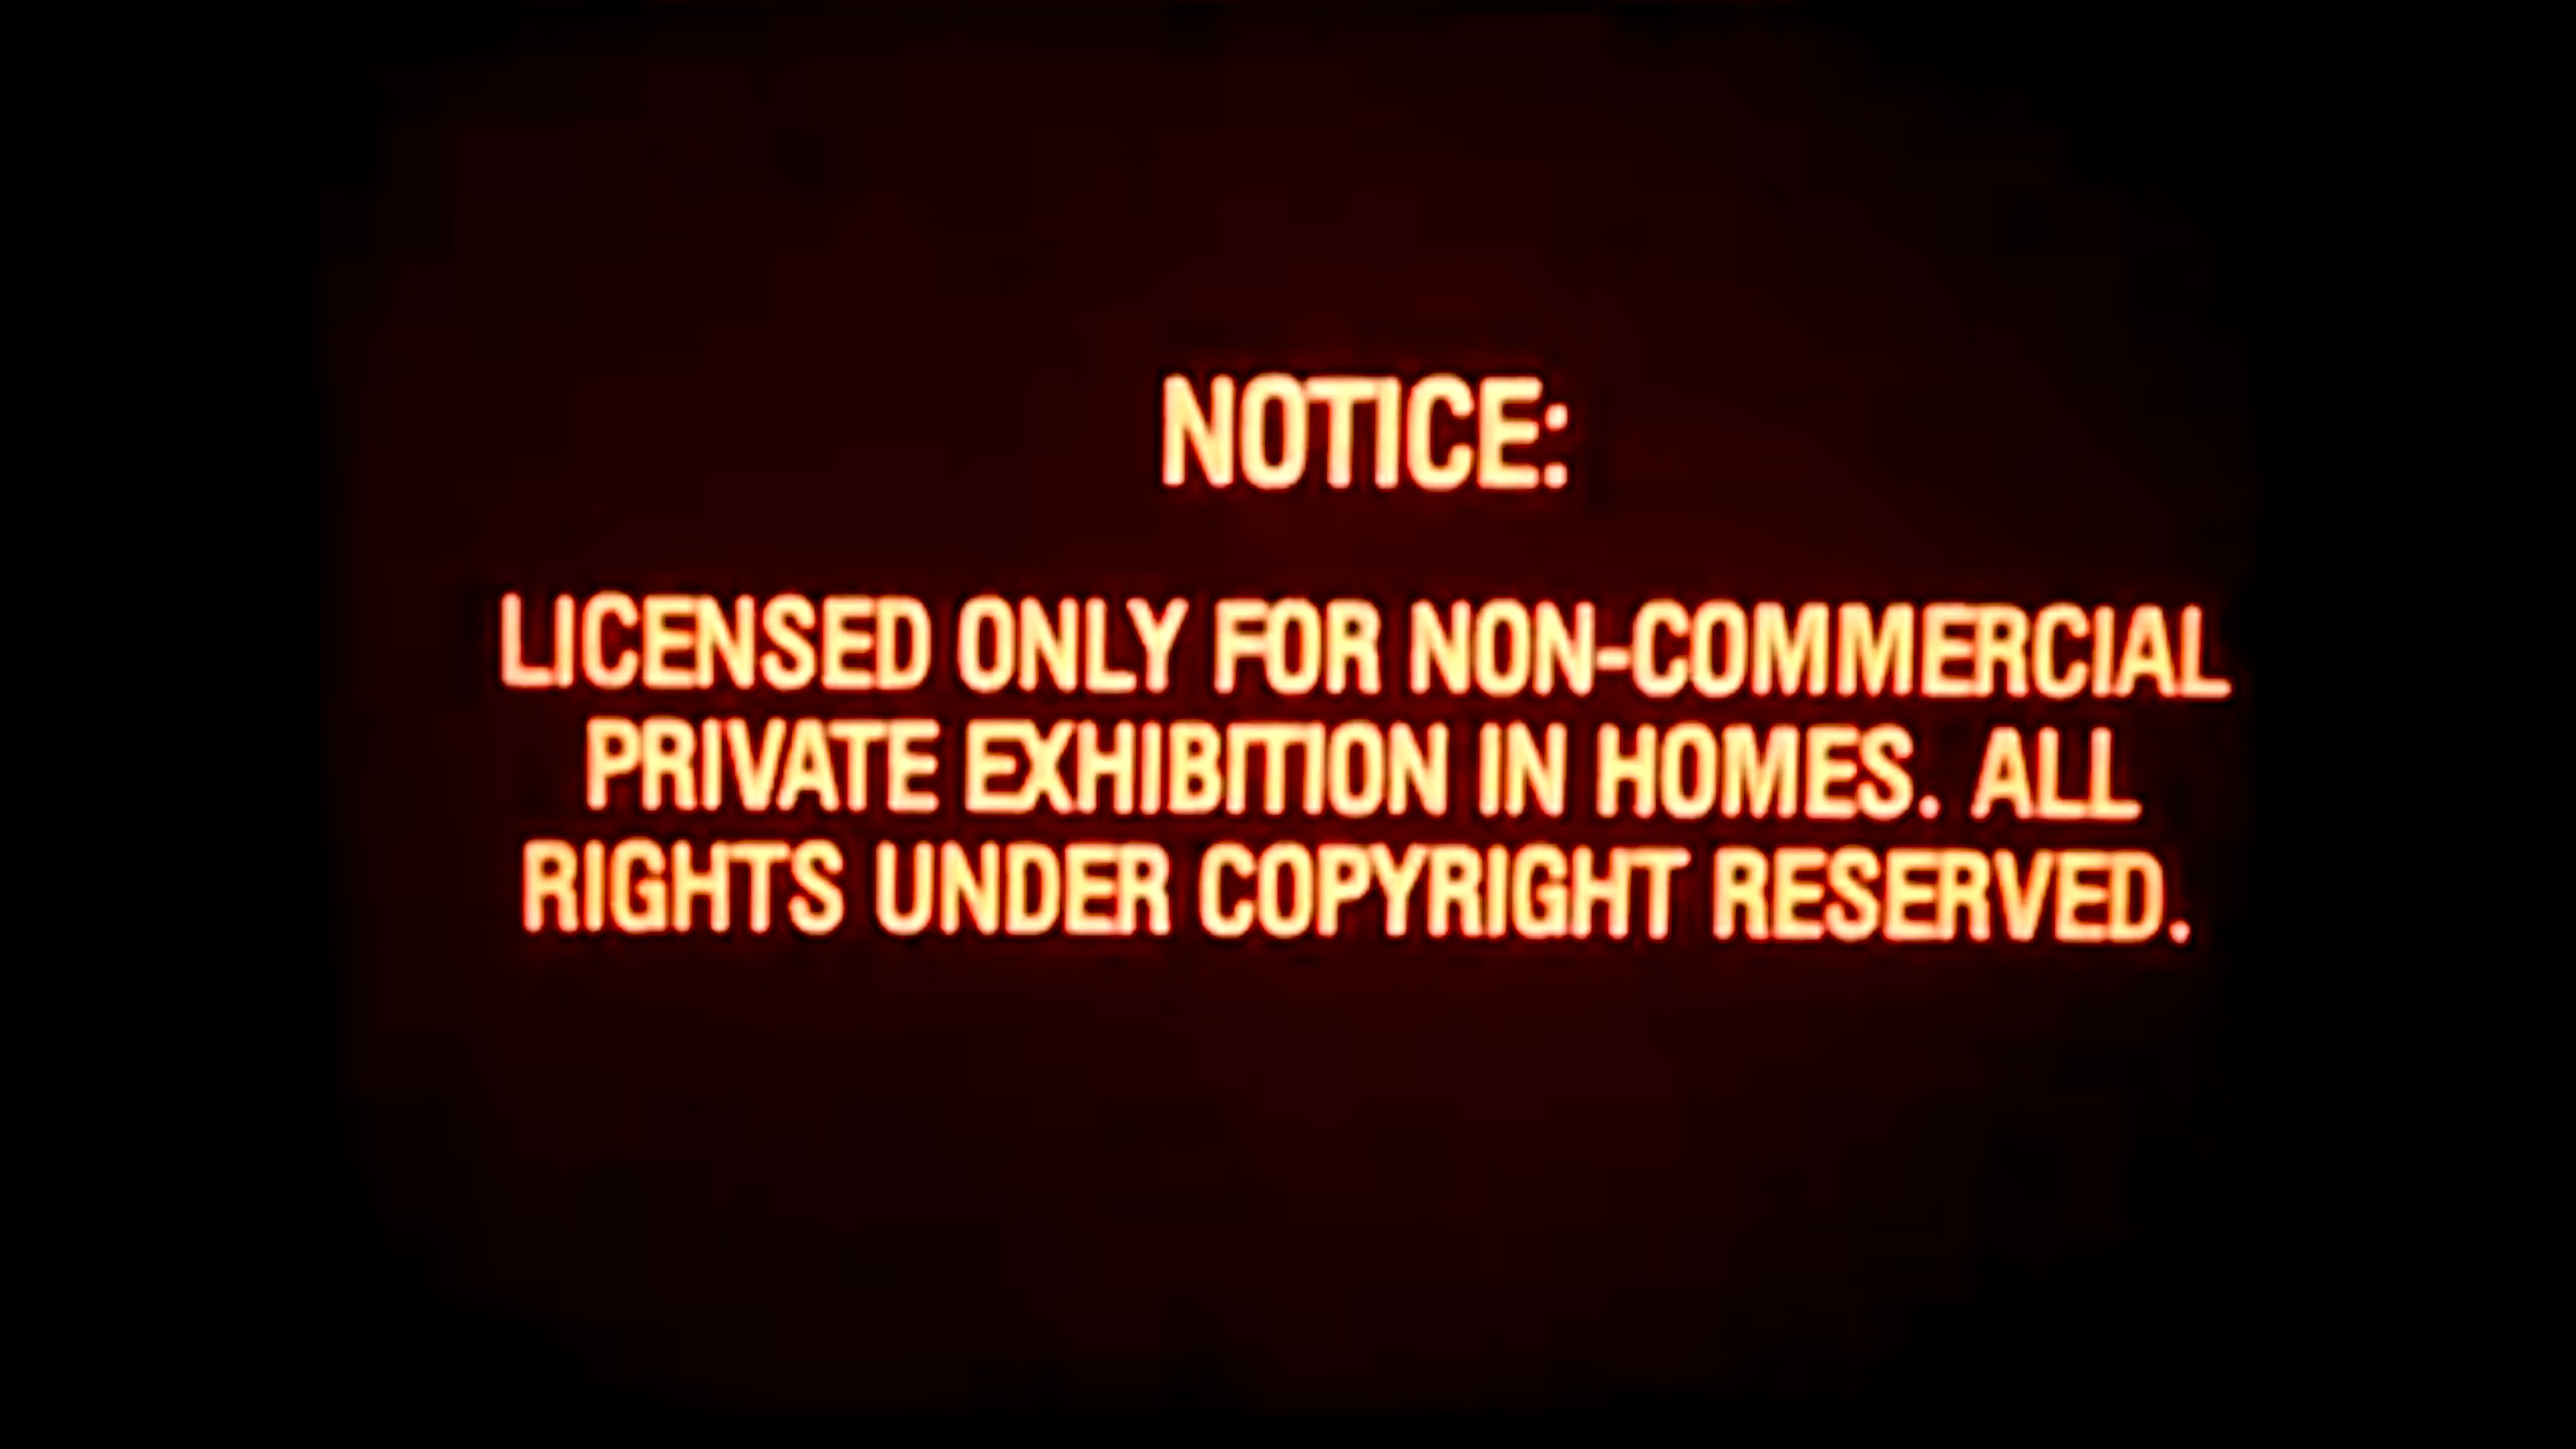 NOTICE:
LICENSED ONLY FOR NON-COMMERCIAL
PRIVATE EXHIBITION IN HOMES. ALL
RIGHTS UNDER COPYRIGHT RESERVED.